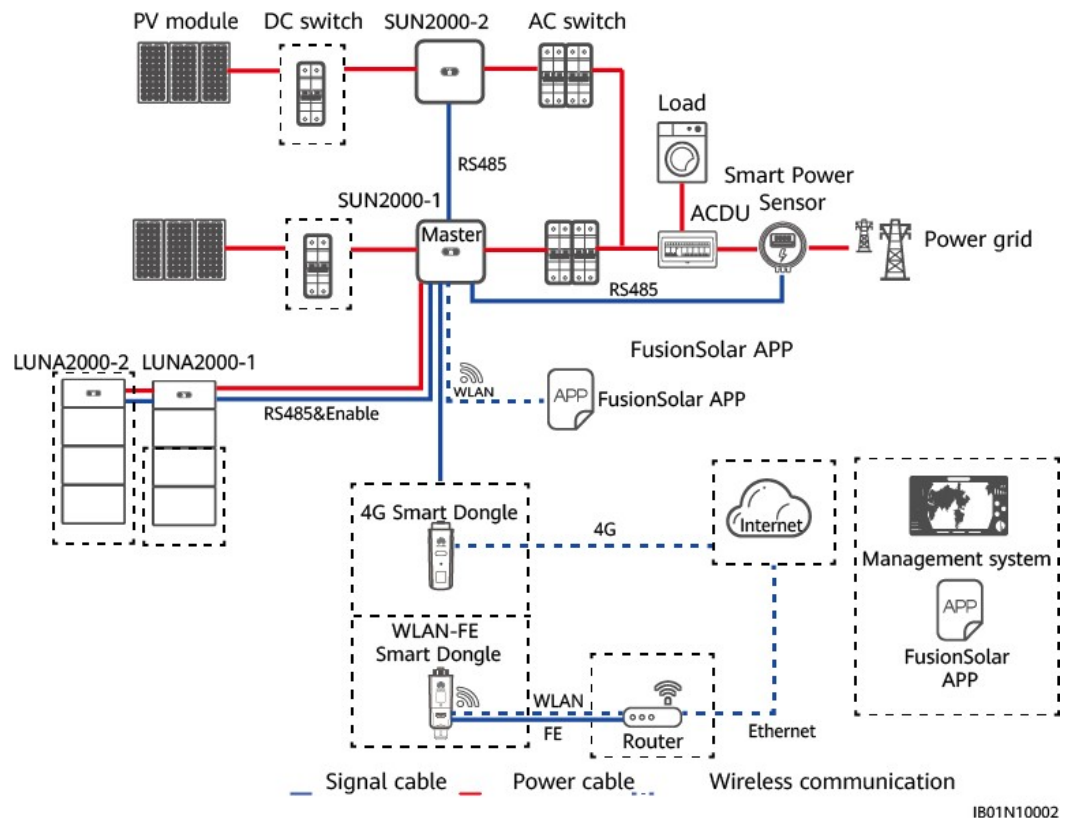 PV module
DC switch
SUN2000-2
AC switch
RS485
Load
Smart Power
Sensor
SUN2000-1
Master
ACDU
Power grid
RS485
LUNA2000-2
LUNA2000-1
RS485&Enable
WLAN
FusionSolar APP
APP
FusionSolar APP
4G Smart Dongle
4G
Internet
Management system
APP
FusionSolar
APP
WLAN-FE
Smart Dongle
WLAN
FE
Router
Ethernet
Signal cable
Power cable
Wireless communication
IB01N10002